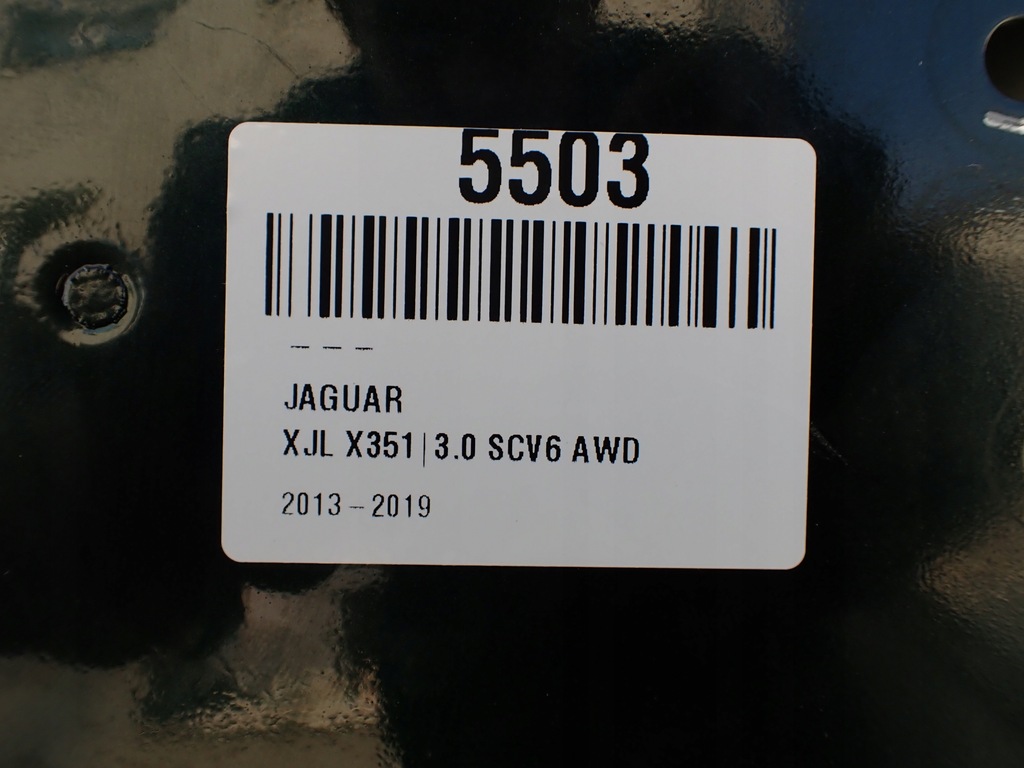 5503
– – –
JAGUAR
XJL X351|3.0 SCV6 AWD
2013 – 2019